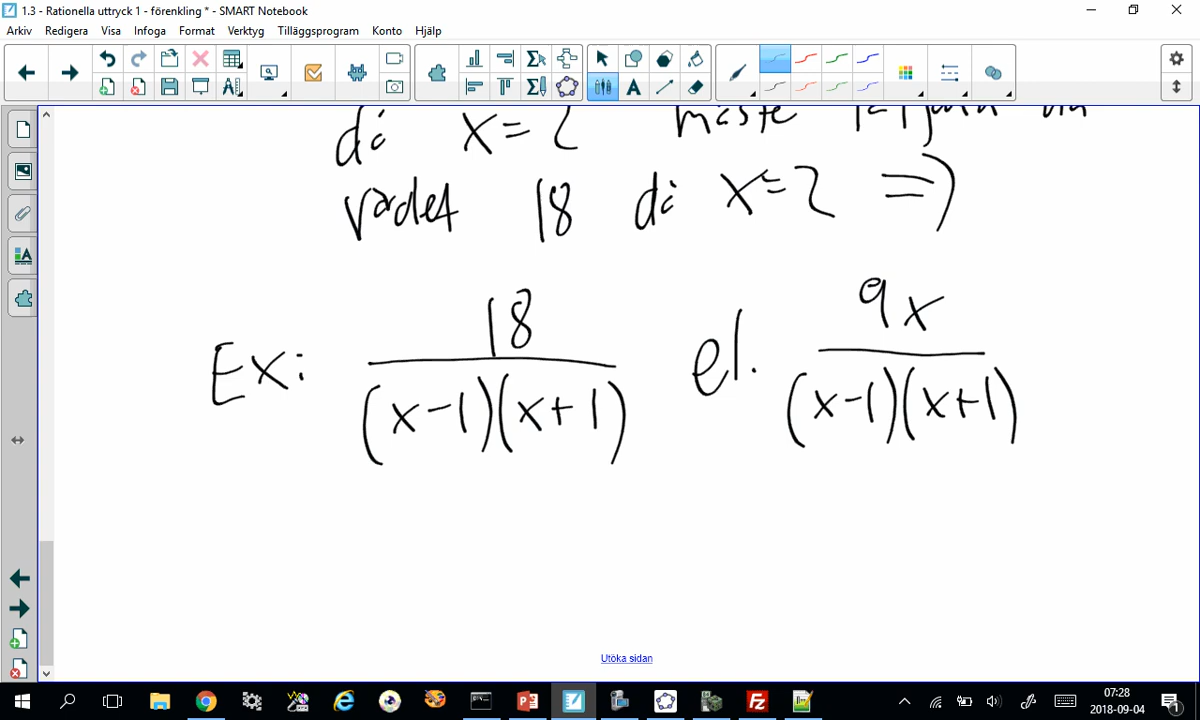 1.3 - Rationella uttryck 1 - förenkling * - SMART Notebook
Arkiv Redigera Visa Infoga Format Verktyg Tilläggsprogram Konto Hjälp
då x=2 måste
värdet 18 då x=2 =>
Ex: 18/((x-1)(x+1)) el. 9x/((x-1)(x+1))
Utöka sidan
07:28
2018-09-04